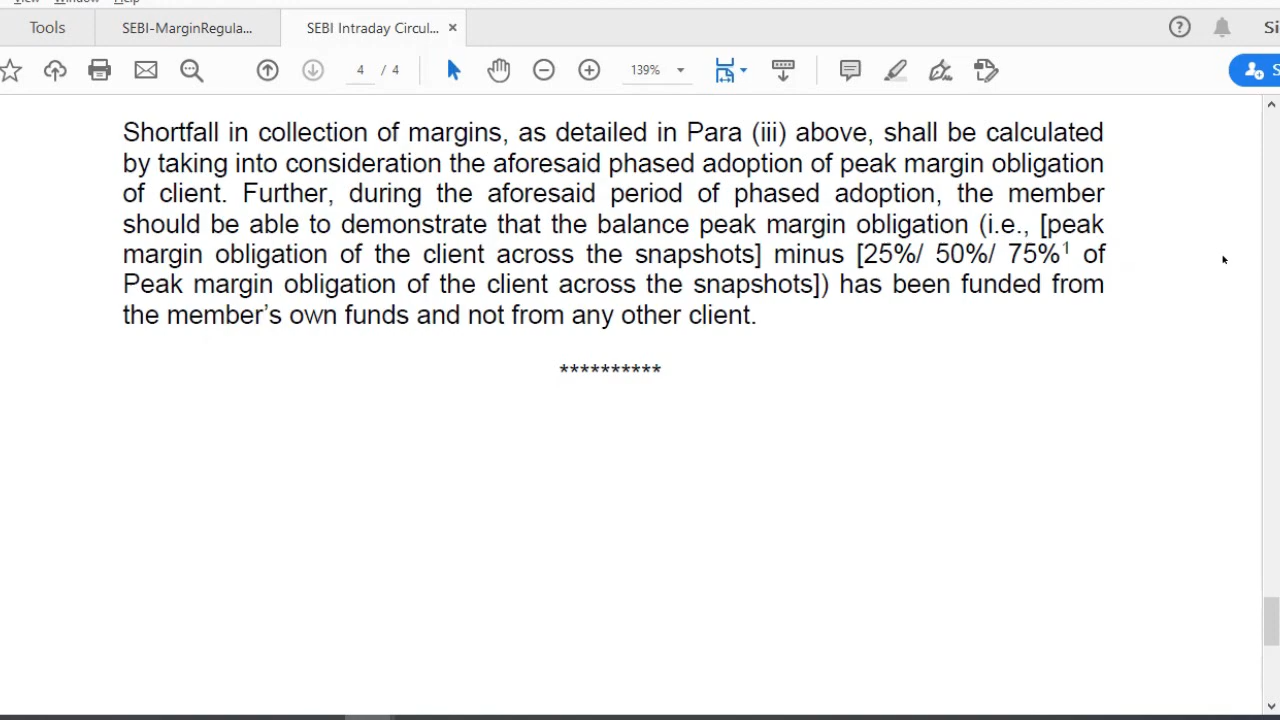 View Window Help
Tools SEBI-MarginRegula... SEBI Intraday Circul... × Si
4 / 4 139% S
Shortfall in collection of margins, as detailed in Para (iii) above, shall be calculated
by taking into consideration the aforesaid phased adoption of peak margin obligation
of client. Further, during the aforesaid period of phased adoption, the member
should be able to demonstrate that the balance peak margin obligation (i.e., [peak
margin obligation of the client across the snapshots] minus [25%/ 50%/ 75%¹ of
Peak margin obligation of the client across the snapshots]) has been funded from
the member’s own funds and not from any other client.
**********